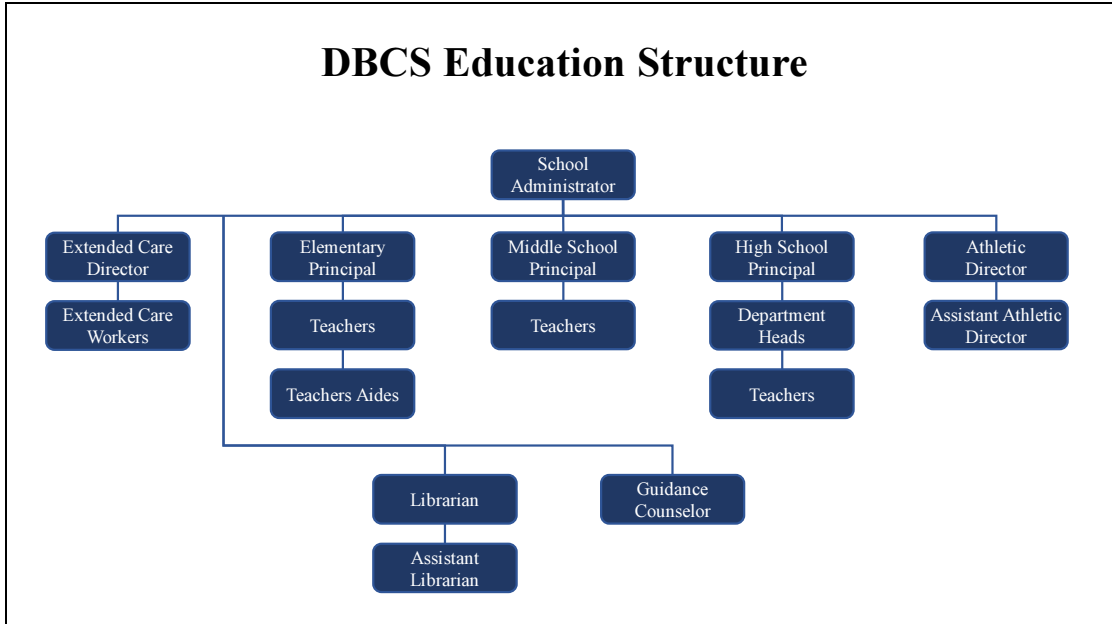 DBCS Education Structure
School
Administrator
Extended Care
Director
Elementary
Principal
Middle School
Principal
High School
Principal
Athletic
Director
Extended Care
Workers
Teachers
Teachers
Department
Heads
Assistant Athletic
Director
Teachers Aides
Teachers
Librarian
Guidance
Counselor
Assistant
Librarian